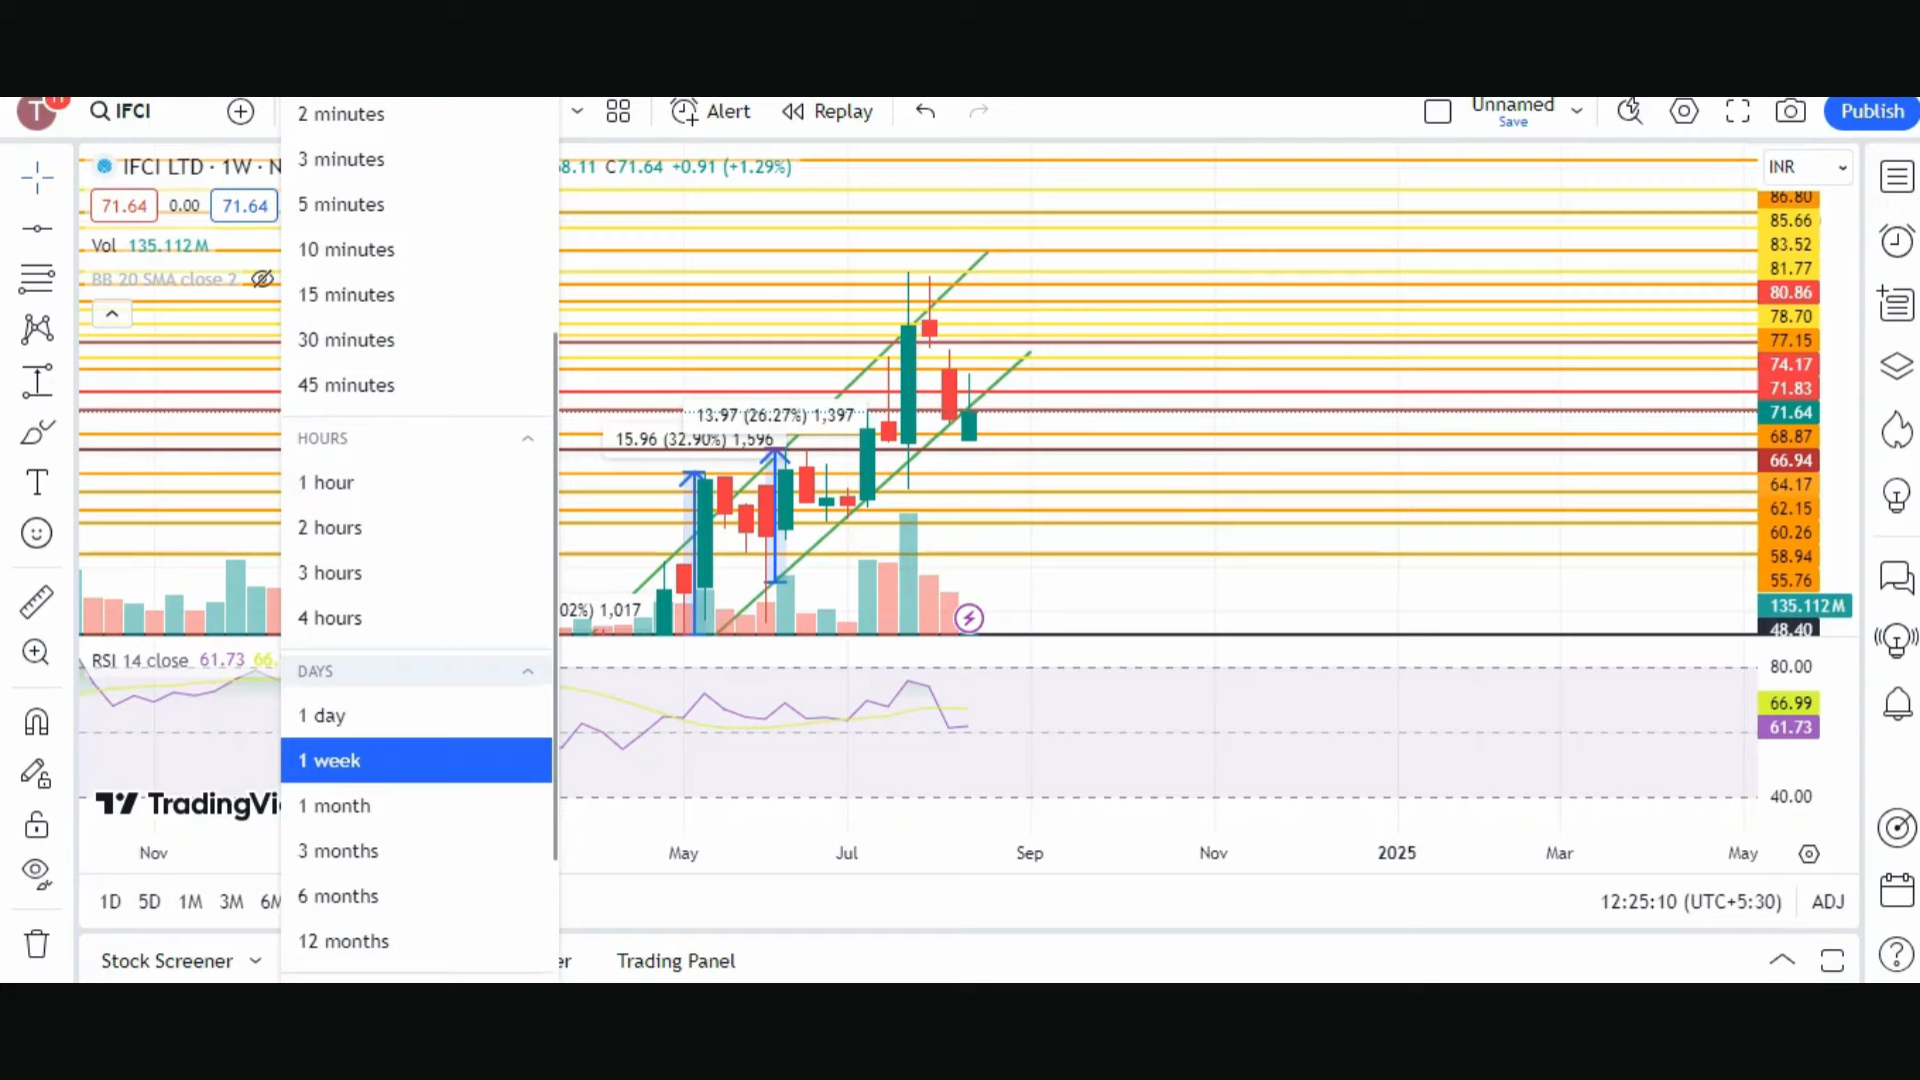 T 11 IFCI
Alert
Replay
Unnamed
Save
Publish
IFCI LTD · 1W · N
8.11 C71.64 +0.91 (+1.29%)
INR
71.64 0.00 71.64
Vol 135.112M
BB 20 SMA close 2
2 minutes
3 minutes
5 minutes
10 minutes
15 minutes
30 minutes
45 minutes
HOURS
1 hour
2 hours
3 hours
4 hours
DAYS
1 day
1 week
1 month
3 months
6 months
12 months
13.97 (26.27%) 1,397
15.96 (32.90%) 1,596
02%) 1,017
86.80
85.66
83.52
81.77
80.86
78.70
77.15
74.17
71.83
71.64
68.87
66.94
64.17
62.15
60.26
58.94
55.76
135.112M
48.40
RSI 14 close 61.73 66.
80.00
66.99
61.73
40.00
TradingVi
Nov
May
Jul
Sep
Nov
2025
Mar
May
1D 5D 1M 3M 6M
12:25:10 (UTC+5:30)
ADJ
Stock Screener
er
Trading Panel